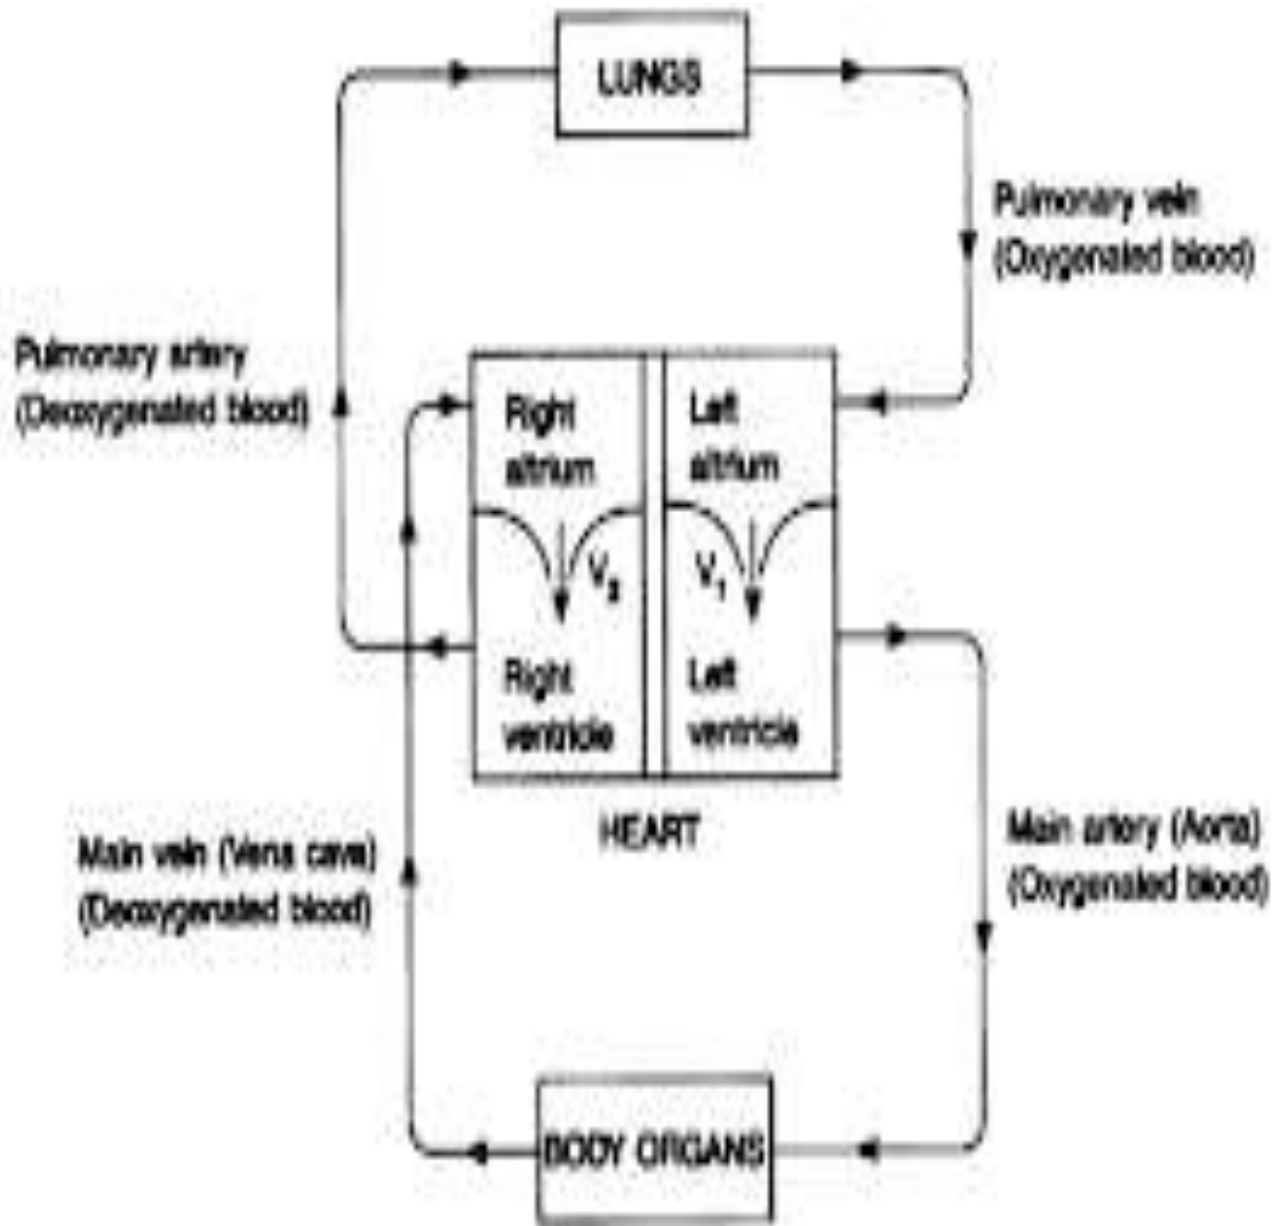 LUNGS
Pulmonary vein
(Oxygenated blood)
Pulmonary artery
(Deoxygenated blood)
Right
altrium
Left
altrium
V₂
V₁
Right
ventricle
Left
ventricle
HEART
Main vein (Vena cava)
(Deoxygenated blood)
Main artery (Aorta)
(Oxygenated blood)
BODY ORGANS